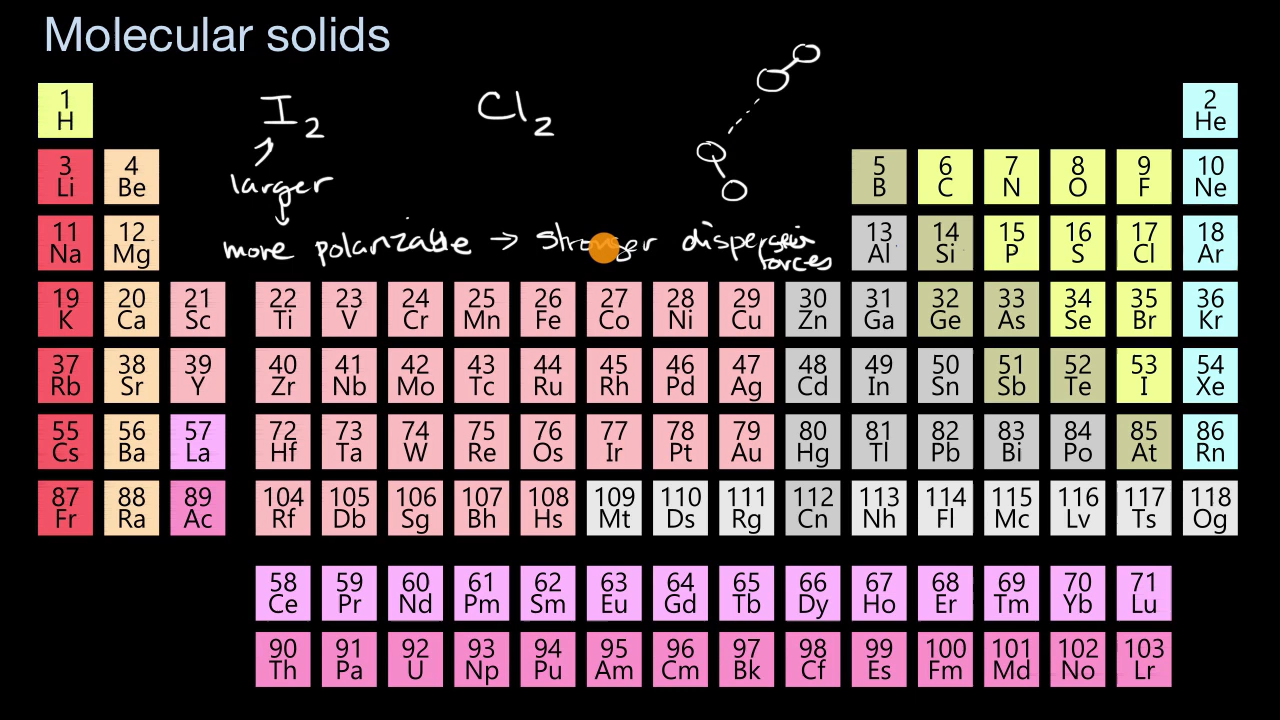 Molecular solids
I₂ Cl₂
larger
more polarizable → stronger dispersion forces
1 2
H He
3 4 5 6 7 8 9 10
Li Be B C N O F Ne
11 12 13 14 15 16 17 18
Na Mg Al Si P S Cl Ar
19 20 21 22 23 24 25 26 27 28 29 30 31 32 33 34 35 36
K Ca Sc Ti V Cr Mn Fe Co Ni Cu Zn Ga Ge As Se Br Kr
37 38 39 40 41 42 43 44 45 46 47 48 49 50 51 52 53 54
Rb Sr Y Zr Nb Mo Tc Ru Rh Pd Ag Cd In Sn Sb Te I Xe
55 56 57 72 73 74 75 76 77 78 79 80 81 82 83 84 85 86
Cs Ba La Hf Ta W Re Os Ir Pt Au Hg Tl Pb Bi Po At Rn
87 88 89 104 105 106 107 108 109 110 111 112 113 114 115 116 117 118
Fr Ra Ac Rf Db Sg Bh Hs Mt Ds Rg Cn Nh Fl Mc Lv Ts Og
58 59 60 61 62 63 64 65 66 67 68 69 70 71
Ce Pr Nd Pm Sm Eu Gd Tb Dy Ho Er Tm Yb Lu
90 91 92 93 94 95 96 97 98 99 100 101 102 103
Th Pa U Np Pu Am Cm Bk Cf Es Fm Md No Lr